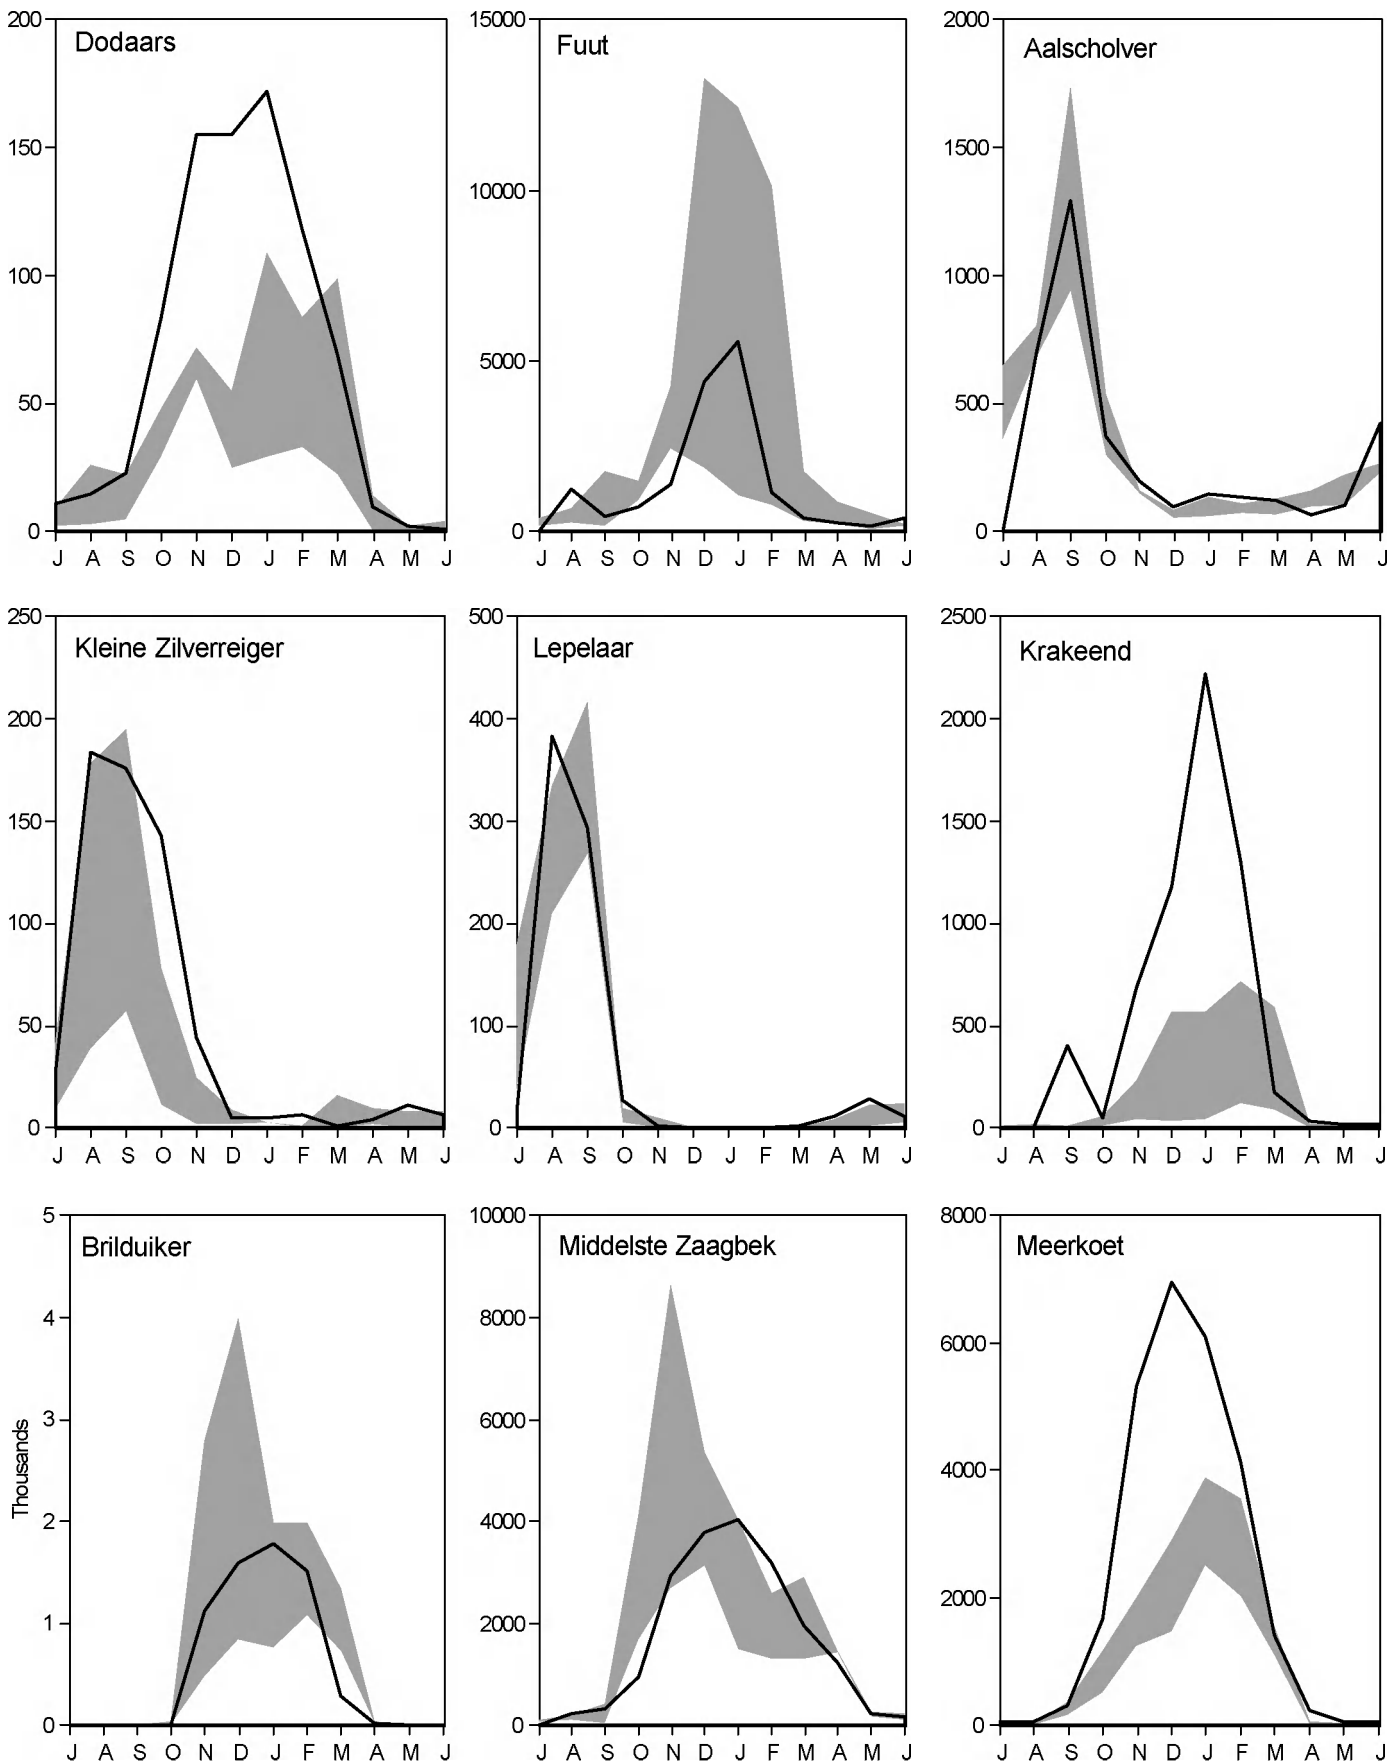 Dodaars
200
150
100
50
0
J A S O N D J F M A M J
Fuut
15000
10000
5000
0
J A S O N D J F M A M J
Aalscholver
2000
1500
1000
500
0
J A S O N D J F M A M J
Kleine Zilverreiger
250
200
150
100
50
0
J A S O N D J F M A M J
Lepelaar
500
400
300
200
100
0
J A S O N D J F M A M J
Krakeend
2500
2000
1500
1000
500
0
J A S O N D J F M A M J
Brilduiker
Thousands
5
4
3
2
1
0
J A S O N D J F M A M J
Middelste Zaagbek
10000
8000
6000
4000
2000
0
J A S O N D J F M A M J
Meerkoet
8000
6000
4000
2000
0
J A S O N D J F M A M J